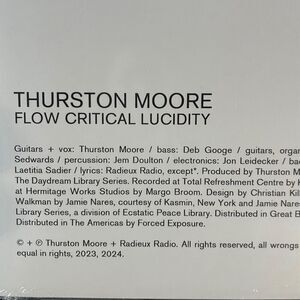 THURSTON MOORE
FLOW CRITICAL LUCIDITY
Guitars + vox: Thurston Moore / bass: Deb Googe / guitars, organ
Sedwards / percussion: Jem Doulton / electronics: Jon Leidecker / ba
Laetitia Sadier / lyrics: Radieux Radio, except*. Produced by Thurston M
The Daydream Library Series. Recorded at Total Refreshment Centre by
at Hermitage Works Studios by Margo Broom. Design by Christian Kill
Walkman by Jamie Nares, courtesy of Kasmin, New York and Jamie Nares
Library Series, a division of Ecstatic Peace Library. Distributed in Great B
Distributed in The Americas by Forced Exposure.
© + ℗ Thurston Moore + Radieux Radio. All rights reserved, all wrongs
equal in rights, 2023, 2024.